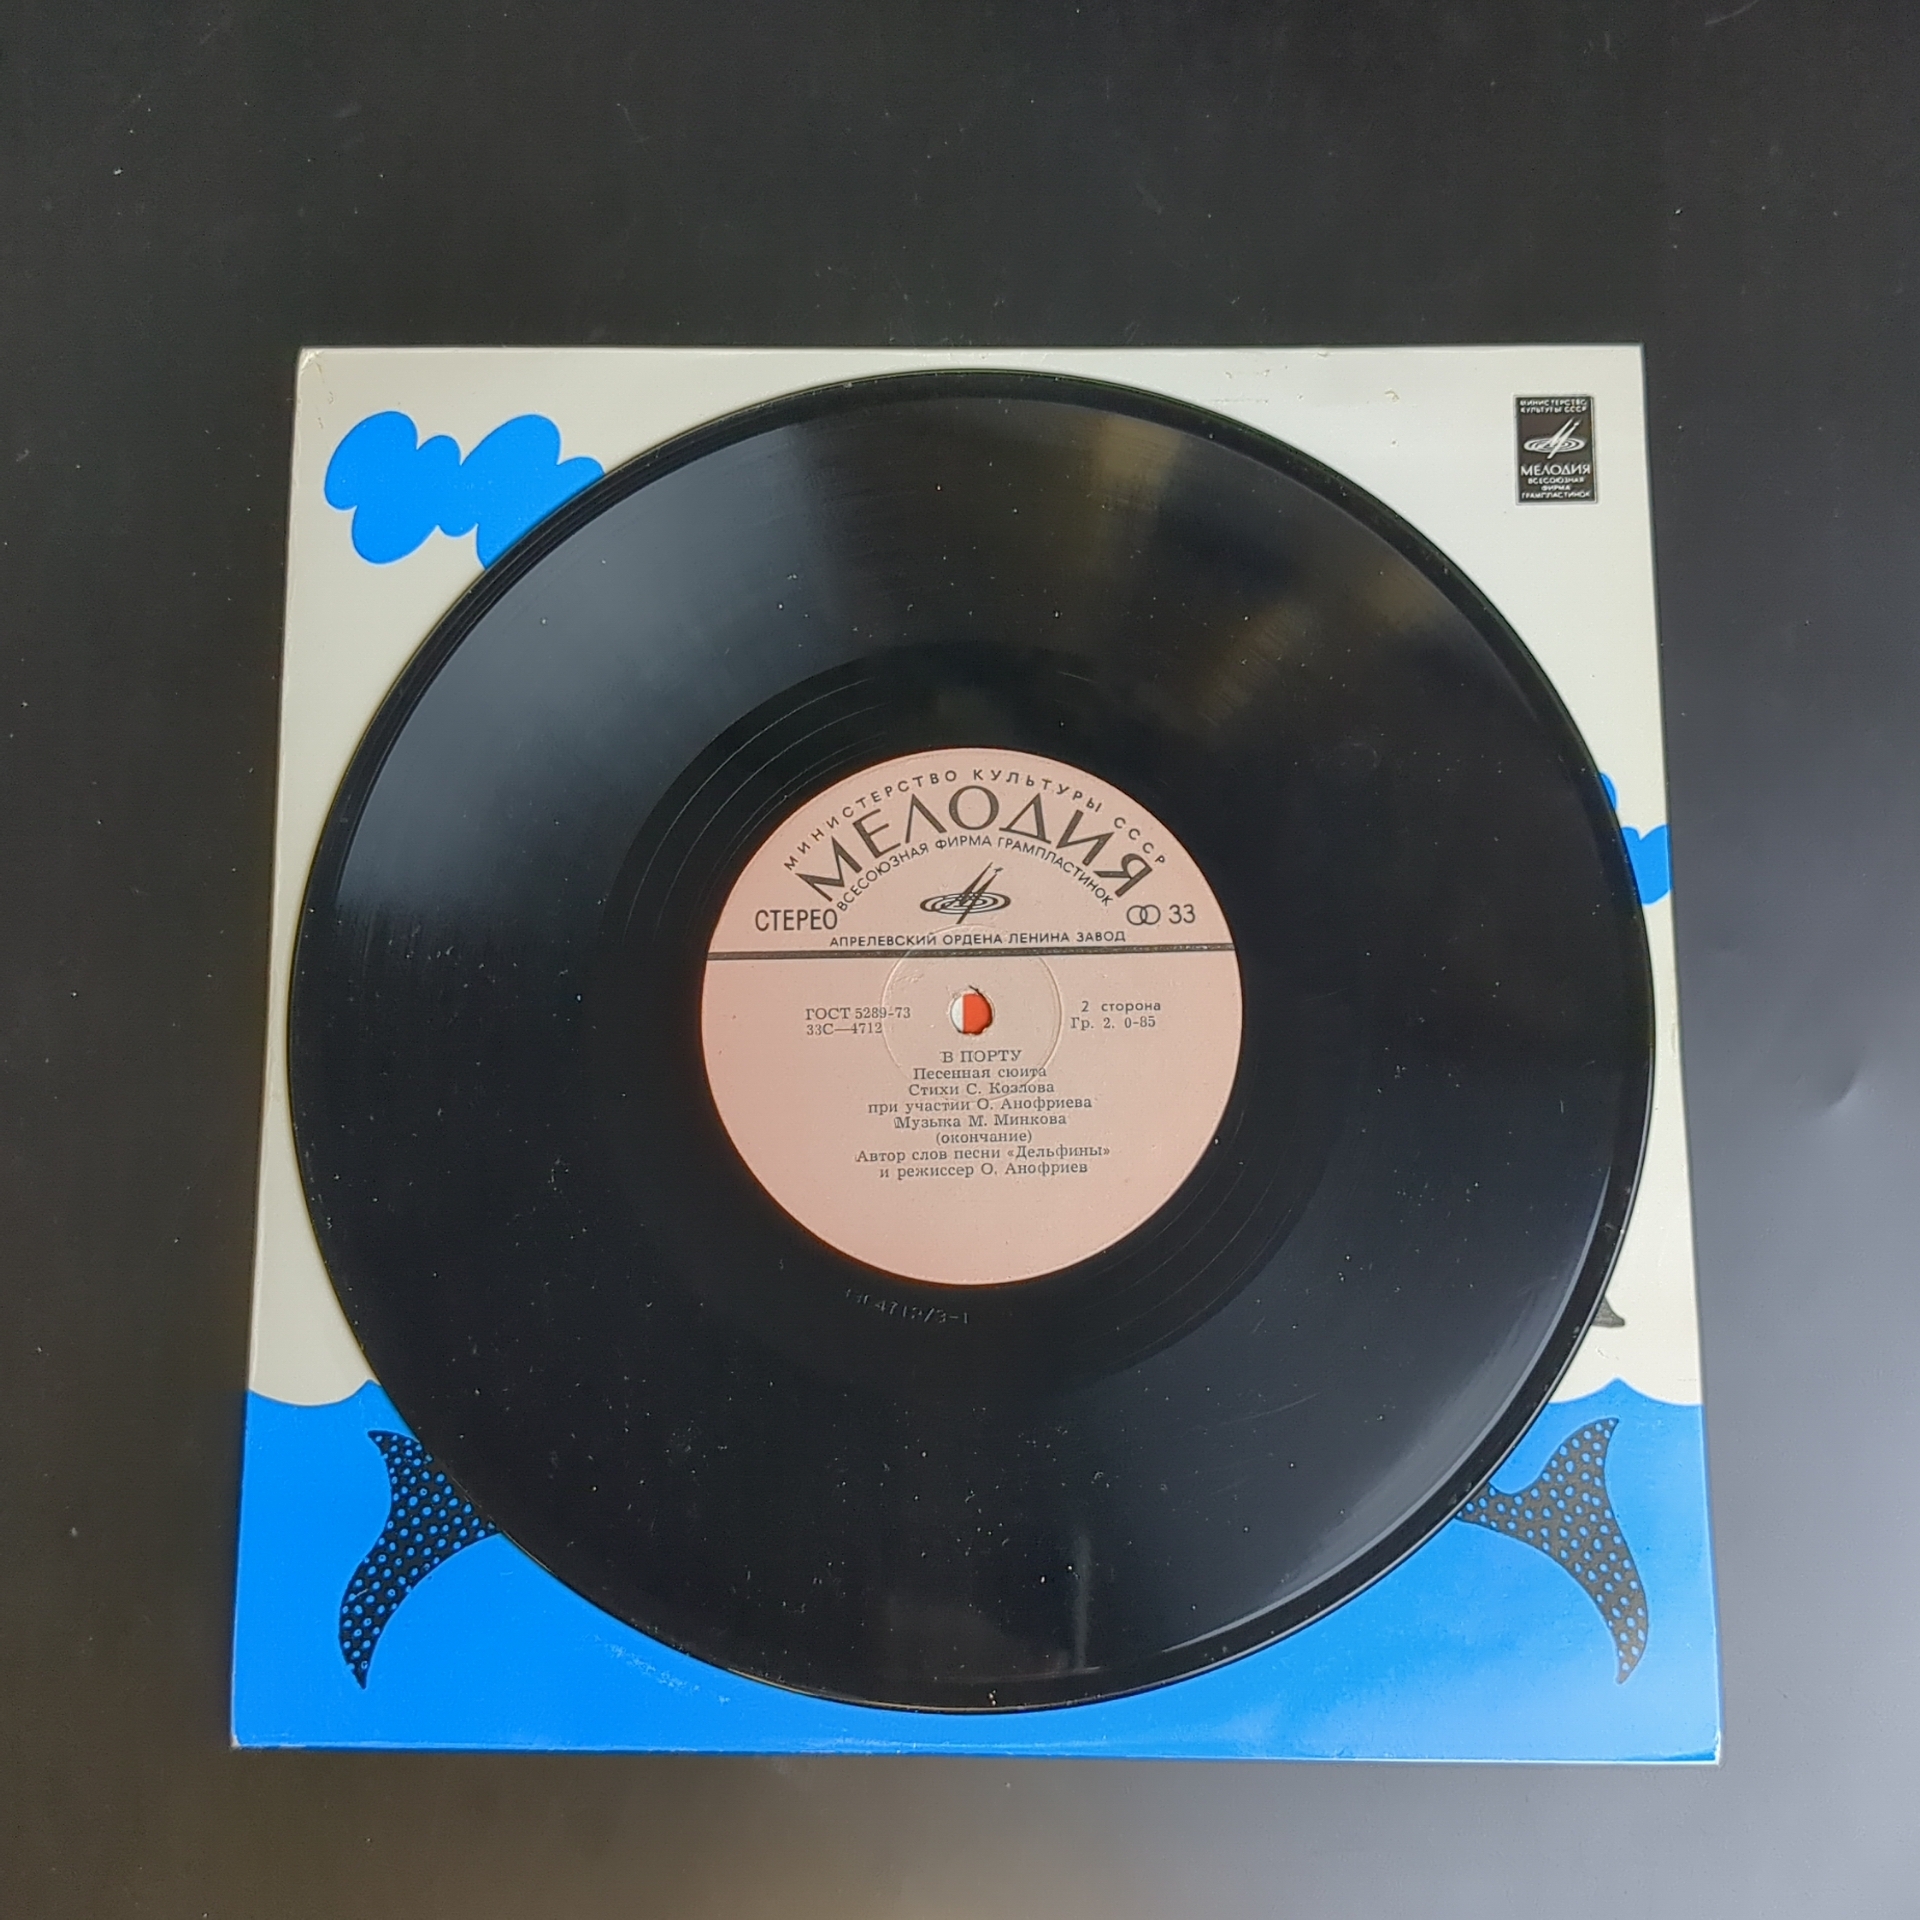 МИНИСТЕРСТВО
КУЛЬТУРЫ СССР
МЕЛОДИЯ
ВСЕСОЮЗНАЯ
ФИРМА
ГРАМПЛАСТИНОК
МИНИСТЕРСТВО КУЛЬТУРЫ СССР
МЕЛОДИЯ
ВСЕСОЮЗНАЯ ФИРМА ГРАМПЛАСТИНОК
СТЕРЕО
33
АПРЕЛЕВСКИЙ ОРДЕНА ЛЕНИНА ЗАВОД
ГОСТ 5289-73
33С—4712
2 сторона
Гр. 2. 0-85
В ПОРТУ
Песенная сюита
Стихи С. Козлова
при участии О. Анофриева
Музыка М. Минкова
(окончание)
Автор слов песни «Дельфины»
и режиссер О. Анофриев